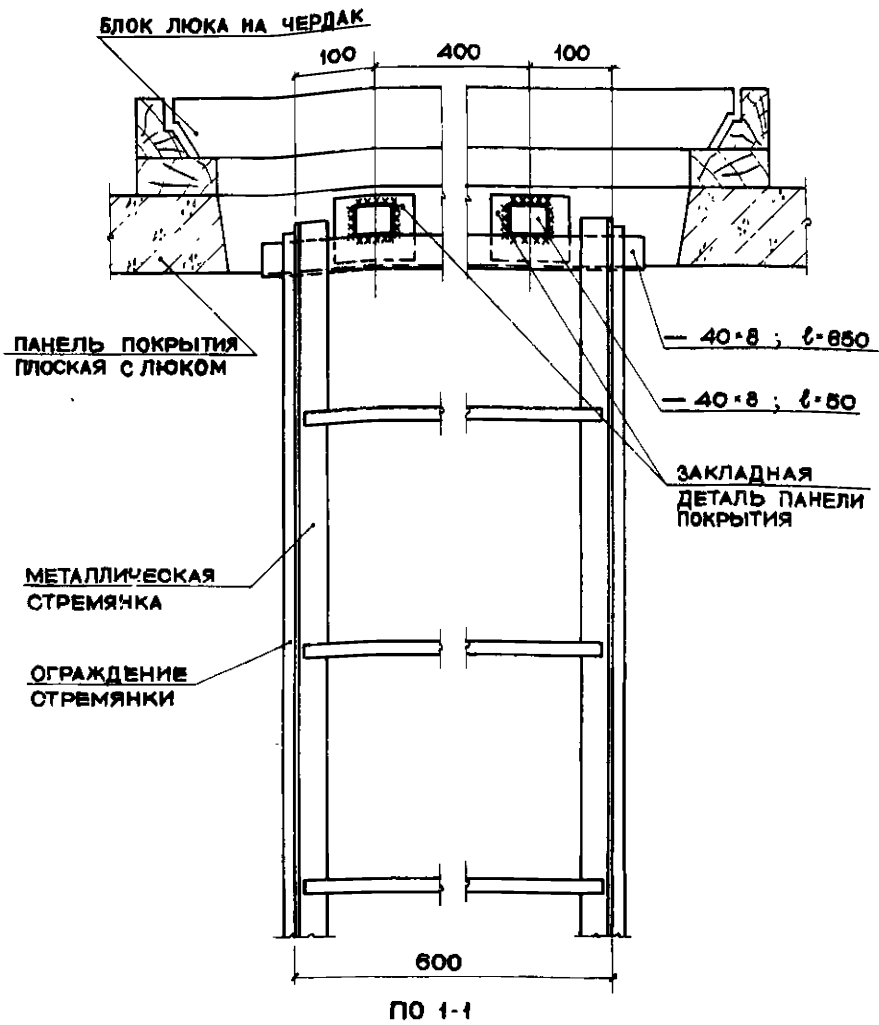 БЛОК ЛЮКА НА ЧЕРДАК
100 400 100
ПАНЕЛЬ ПОКРЫТИЯ
ПЛОСКАЯ С ЛЮКОМ
— 40×8 ; ℓ=650
— 40×8 ; ℓ=50
ЗАКЛАДНАЯ
ДЕТАЛЬ ПАНЕЛИ
ПОКРЫТИЯ
МЕТАЛЛИЧЕСКАЯ
СТРЕМЯНКА
ОГРАЖДЕНИЕ
СТРЕМЯНКИ
600
ПО 1-1